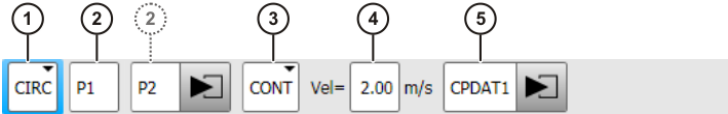 1 2 2 3 4 5
CIRC P1 P2 CONT Vel= 2.00 m/s CPDAT1